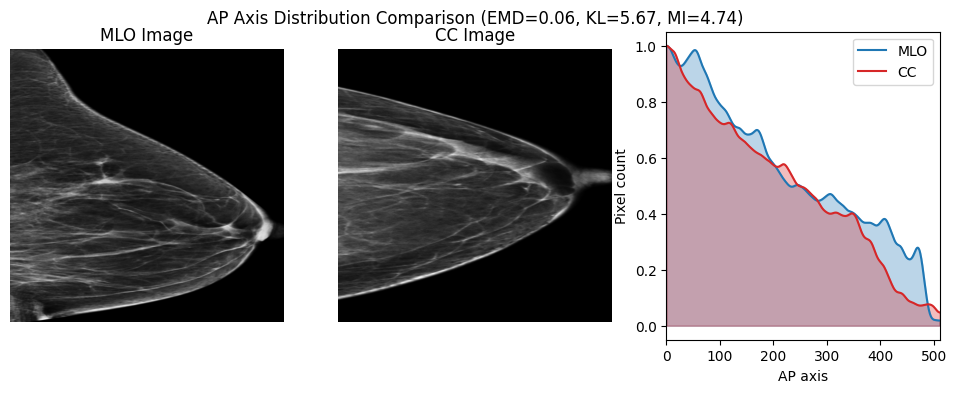 AP Axis Distribution Comparison (EMD=0.06, KL=5.67, MI=4.74)
MLO Image
CC Image
MLO
CC
Pixel count
1.0
0.8
0.6
0.4
0.2
0.0
0 100 200 300 400 500
AP axis